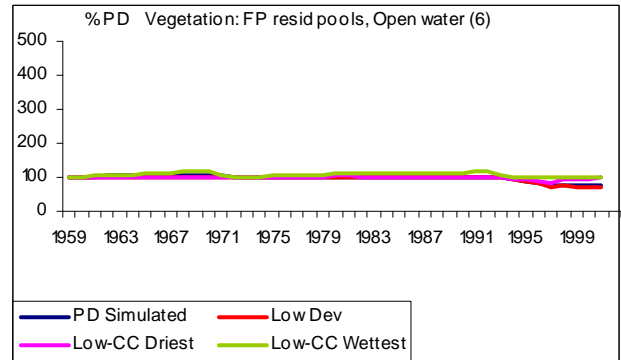 %PD Vegetation: FP resid pools, Open water (6)
500
400
300
200
100
0
1959 1963 1967 1971 1975 1979 1983 1987 1991 1995 1999
PD Simulated Low Dev
Low-CC Driest Low-CC Wettest